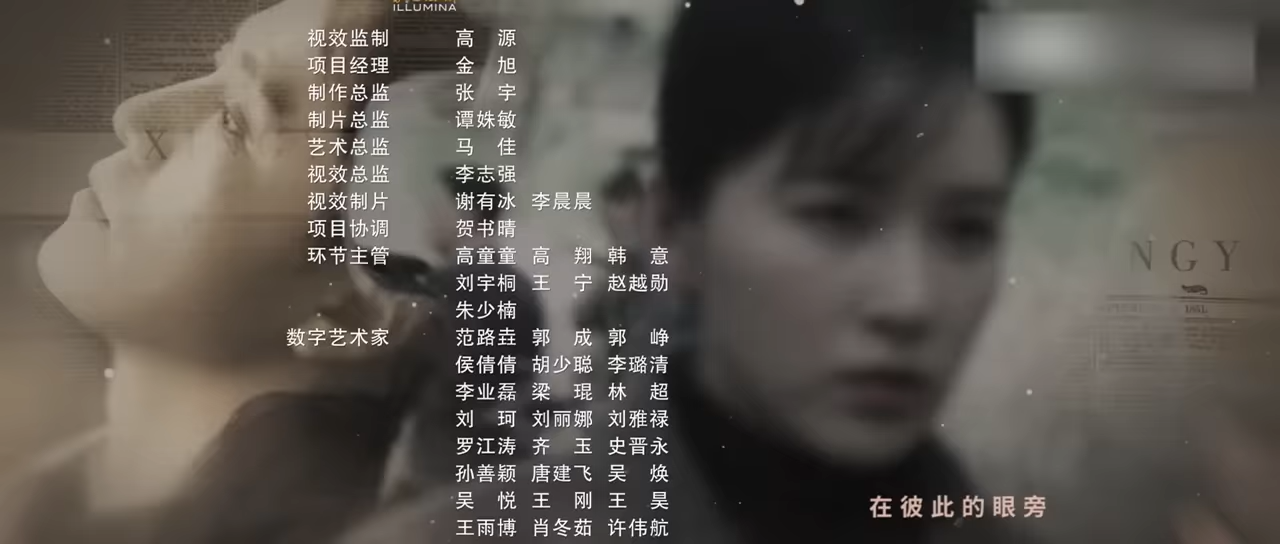 ILLUMINA
视效监制 高 源
项目经理 金 旭
制作总监 张 宇
制片总监 谭姝敏
艺术总监 马 佳
视效总监 李志强
视效制片 谢有冰 李晨晨
项目协调 贺书晴
环节主管 高童童 高 翔 韩 意
刘宇桐 王 宁 赵越勋
朱少楠
数字艺术家 范路垚 郭 成 郭 峥
侯倩倩 胡少聪 李璐清
李业磊 梁 琨 林 超
刘 珂 刘丽娜 刘雅禄
罗江涛 齐 玉 史晋永
孙善颖 唐建飞 吴 焕
吴 悦 王 刚 王 昊
王雨博 肖冬茹 许伟航
X
NGY
1851.
在彼此的眼旁